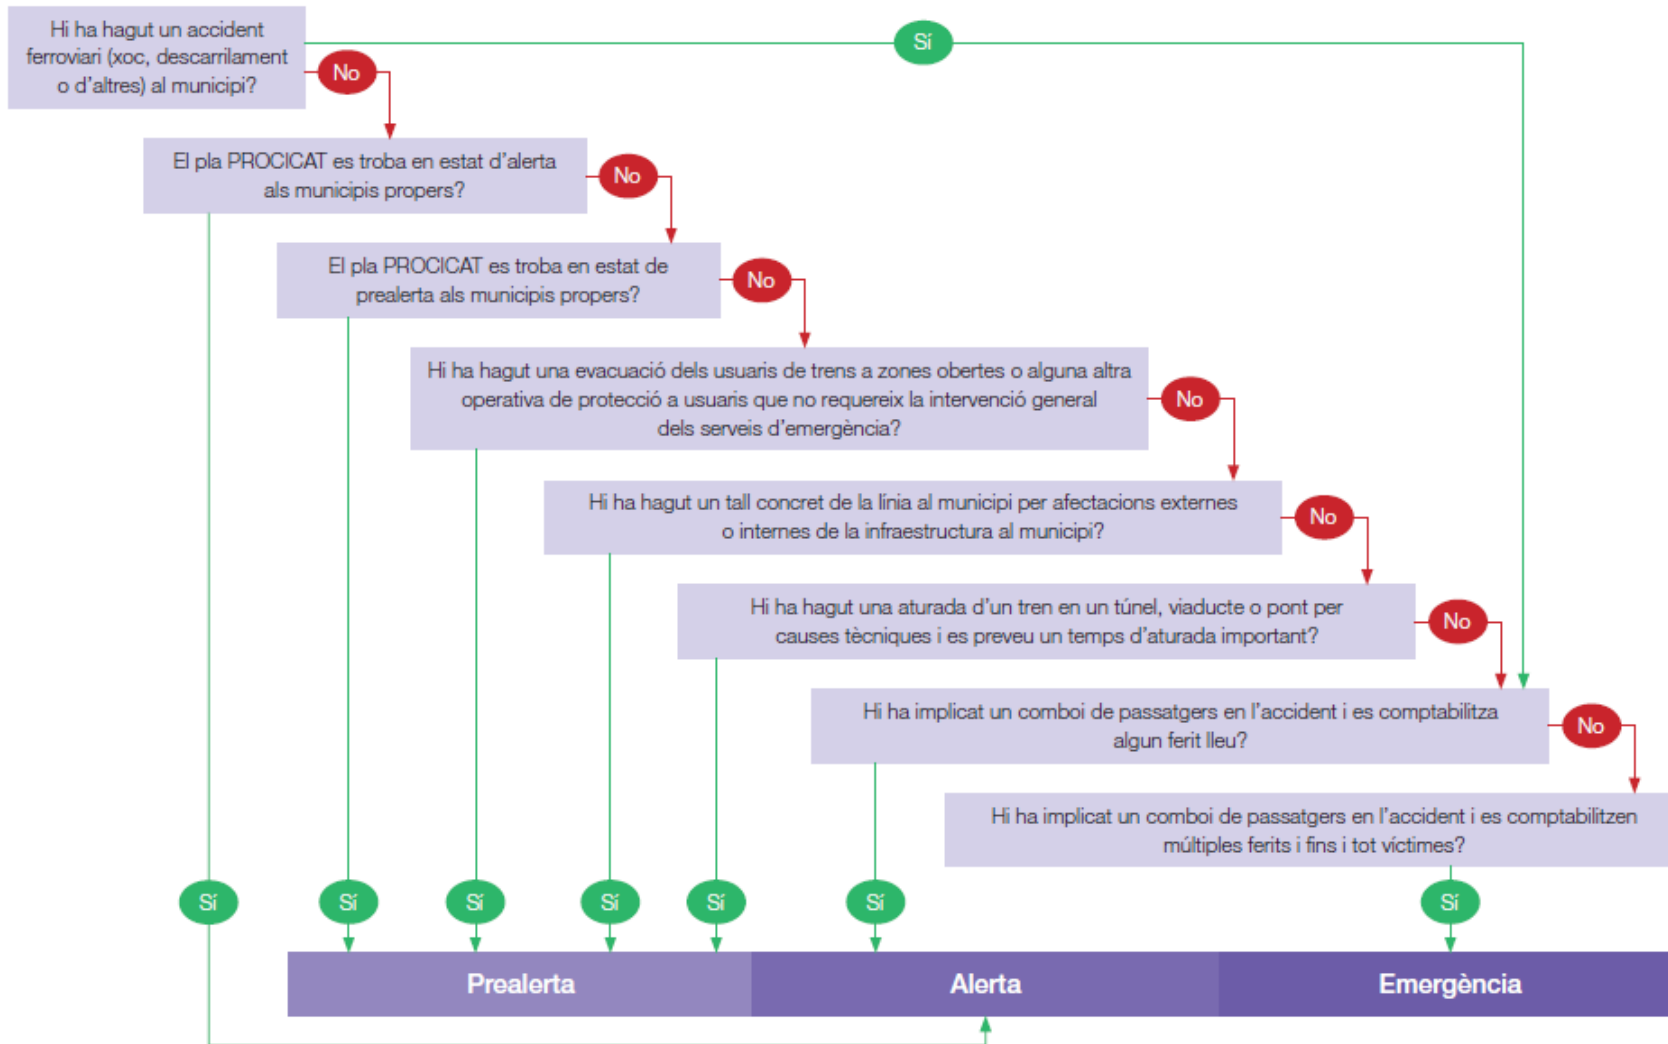 Hi ha hagut un accident
ferroviari (xoc, descarrilament
o d'altres) al municipi?
Sí
No
El pla PROCICAT es troba en estat d'alerta
als municipis propers?
No
El pla PROCICAT es troba en estat de
prealerta als municipis propers?
No
Hi ha hagut una evacuació dels usuaris de trens a zones obertes o alguna altra
operativa de protecció a usuaris que no requereix la intervenció general
dels serveis d'emergència?
No
Hi ha hagut un tall concret de la línia al municipi per afectacions externes
o internes de la infraestructura al municipi?
No
Hi ha hagut una aturada d'un tren en un túnel, viaducte o pont per
causes tècniques i es preveu un temps d'aturada important?
No
Hi ha implicat un comboi de passatgers en l'accident i es comptabilitza
algun ferit lleu?
No
Hi ha implicat un comboi de passatgers en l'accident i es comptabilitzen
múltiples ferits i fins i tot víctimes?
Sí
Sí
Sí
Sí
Sí
Sí
Sí
Prealerta
Alerta
Emergència